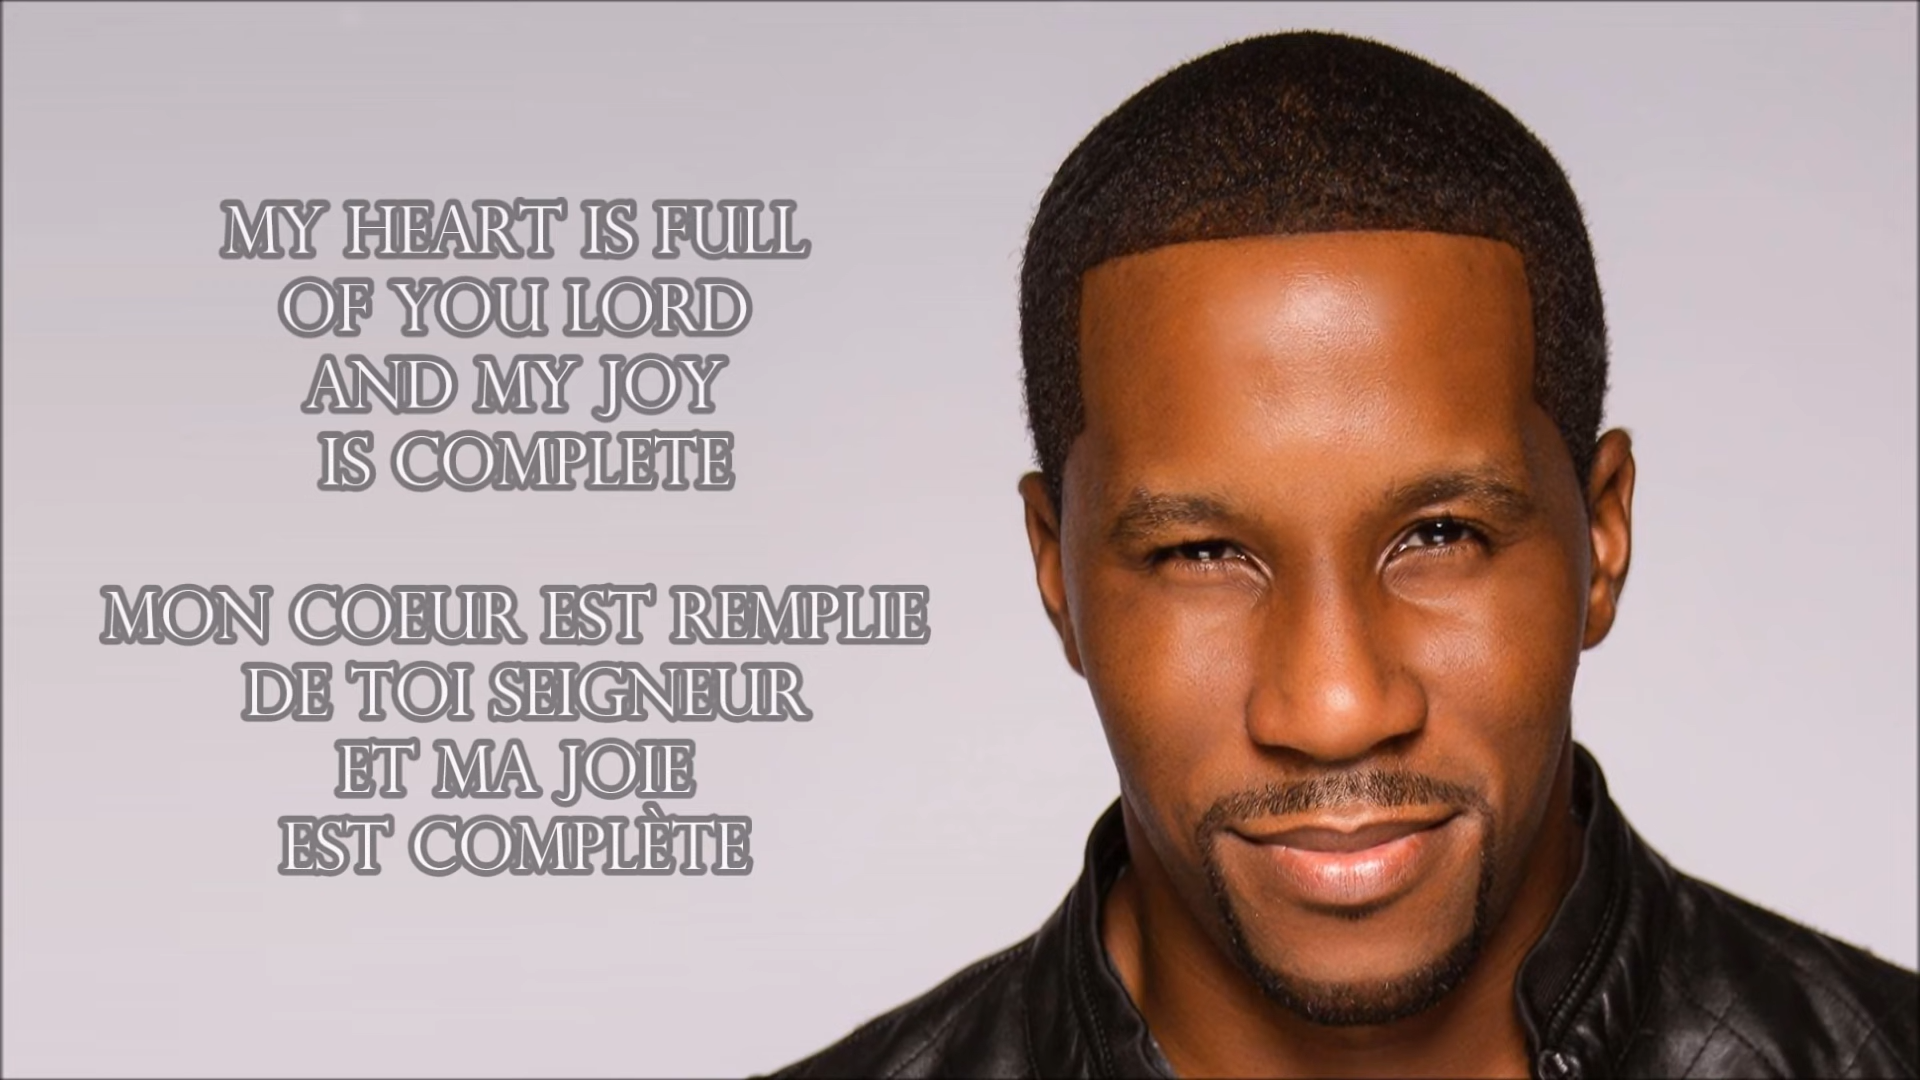 MY HEART IS FULL
OF YOU LORD
AND MY JOY
IS COMPLETE
MON COEUR EST REMPLIE
DE TOI SEIGNEUR
ET MA JOIE
EST COMPLÈTE